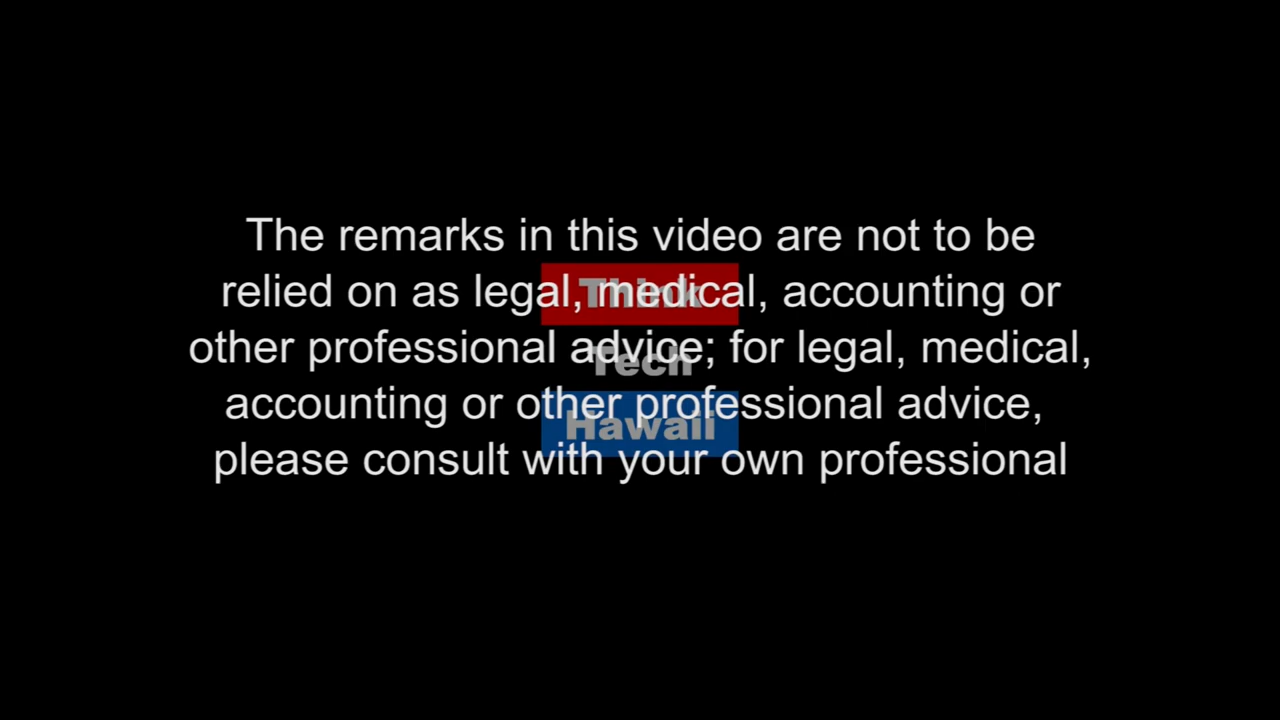 The remarks in this video are not to be
relied on as legal, medical, accounting or
other professional advice; for legal, medical,
accounting or other professional advice,
please consult with your own professional
Think
Tech
Hawaii